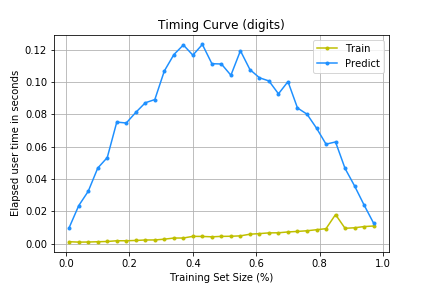 Timing Curve (digits)
Train
Predict
Elapsed user time in seconds
0.12
0.10
0.08
0.06
0.04
0.02
0.00
0.0 0.2 0.4 0.6 0.8 1.0
Training Set Size (%)